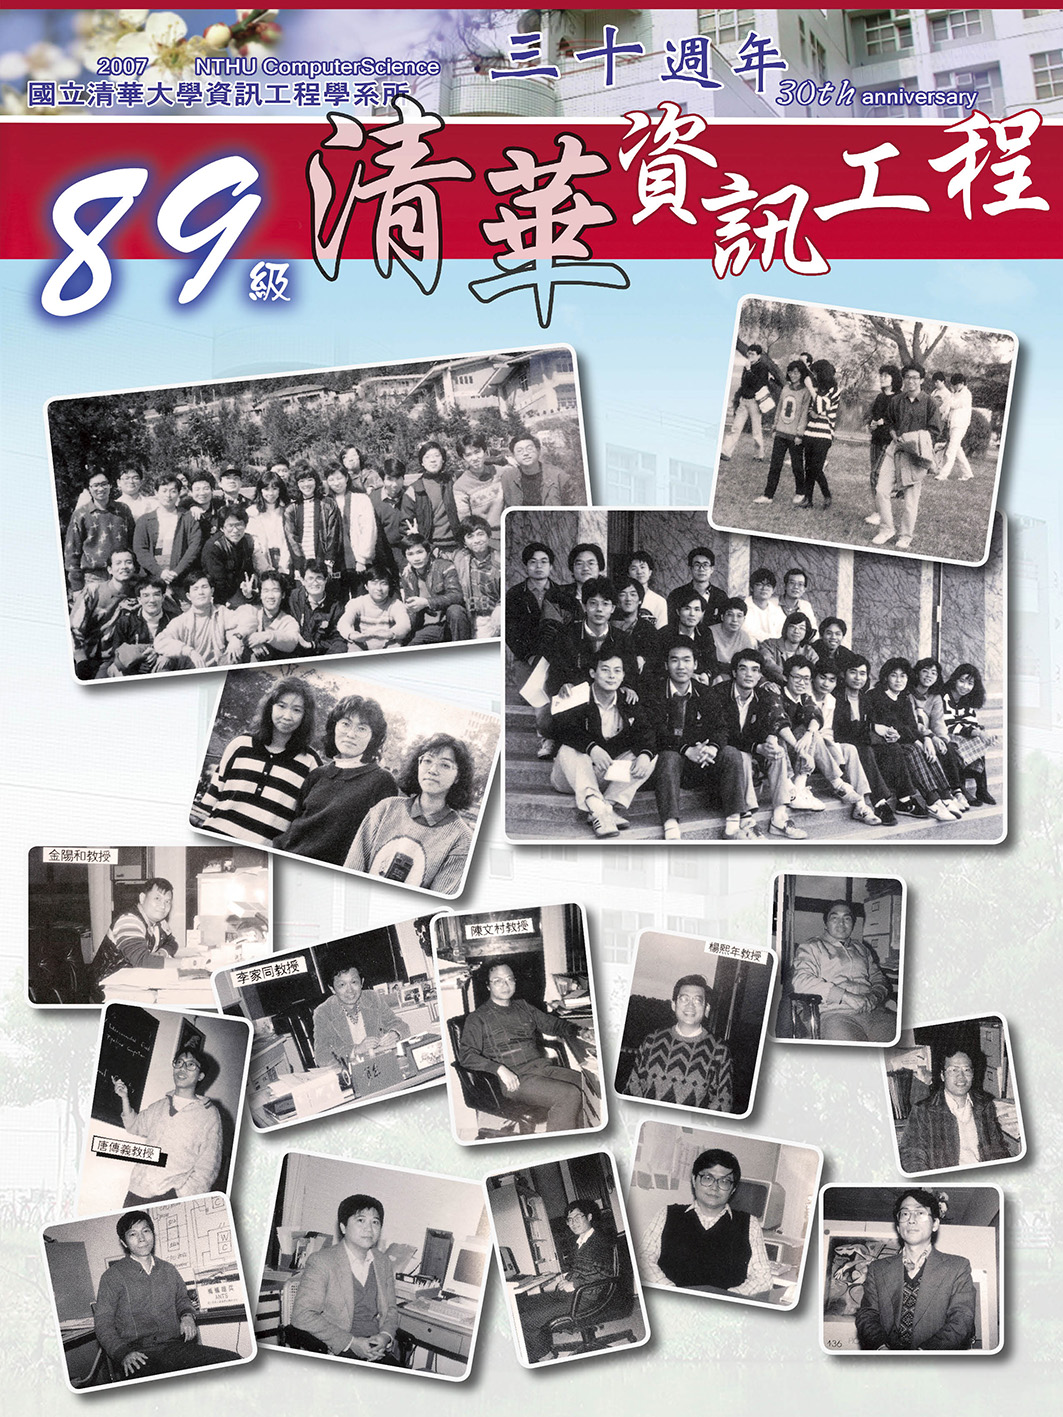 2007 NTHU ComputerScience
國立清華大學資訊工程學系所
三十週年
30th anniversary
89級
清華資訊工程
金陽和教授
李家同教授
陳文村教授
楊熙年教授
唐傳義教授
ANTS
136